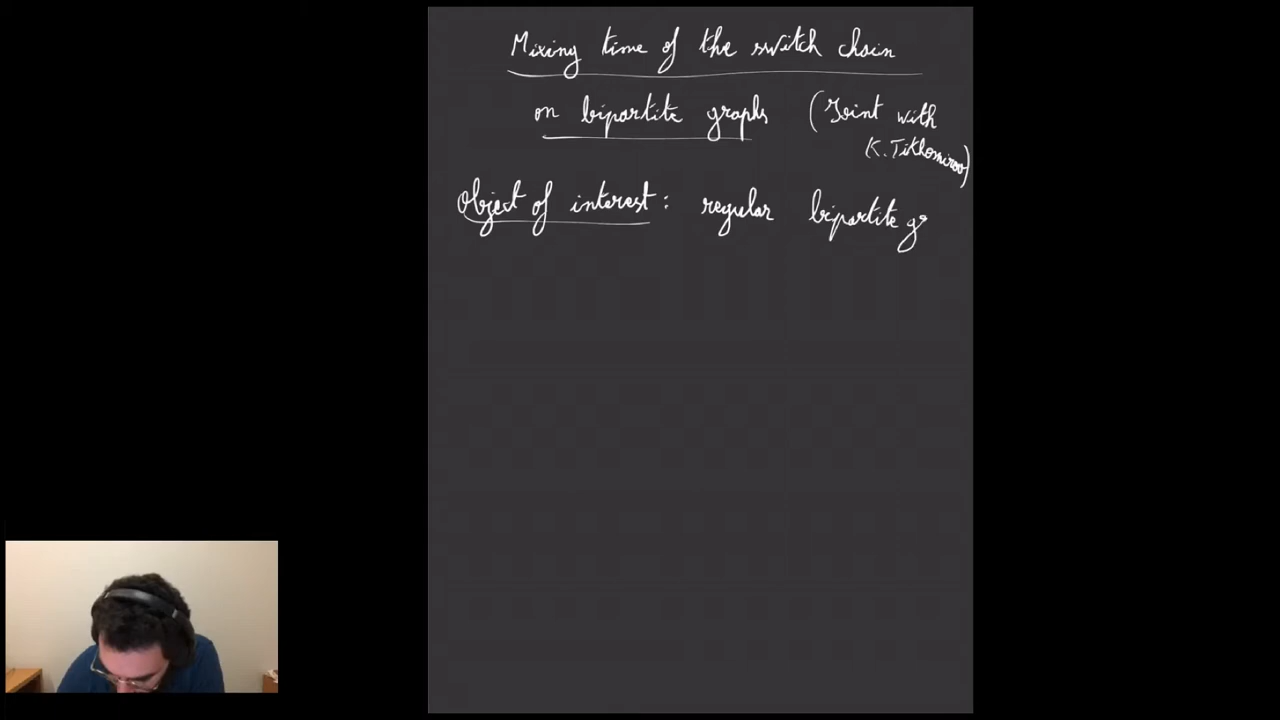 Mixing time of the switch chain
on bipartite graphs (Joint with
K. Tikhomirov)
Object of interest: regular bipartite g